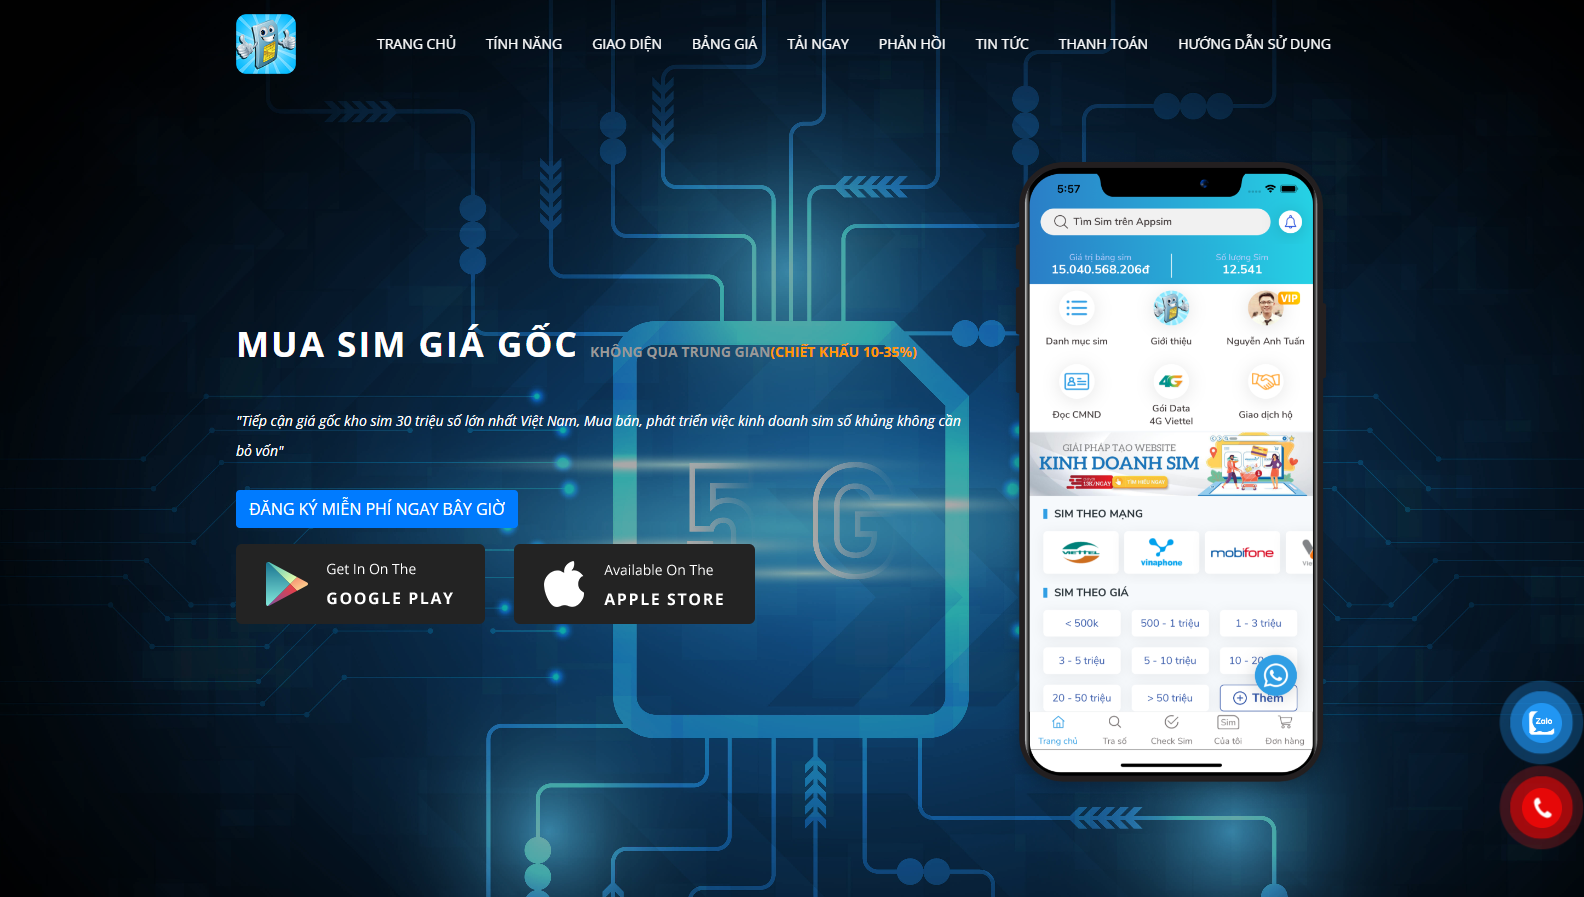 TRANG CHỦ TÍNH NĂNG GIAO DIỆN BẢNG GIÁ TẢI NGAY PHẢN HỒI TIN TỨC THANH TOÁN HƯỚNG DẪN SỬ DỤNG
MUA SIM GIÁ GỐC KHÔNG QUA TRUNG GIAN(CHIẾT KHẤU 10-35%)
"Tiếp cận giá gốc kho sim 30 triệu số lớn nhất Việt Nam, Mua bán, phát triển việc kinh doanh sim số khủng không cần
bỏ vốn"
ĐĂNG KÝ MIỄN PHÍ NGAY BÂY GIỜ
Get In On The
GOOGLE PLAY
Available On The
APPLE STORE
5G
5:57
Tìm Sim trên Appsim
Giá trị bảng sim Số lượng Sim
15.040.568.206đ 12.541
VIP
Danh mục sim Giới thiệu Nguyễn Anh Tuấn
4G
Đọc CMND Gói Data Giao dịch hộ
4G Viettel
GIẢI PHÁP TẠO WEBSITE
KINH DOANH SIM
TÌM HIỂU NGAY
SIM THEO MẠNG
VIETTEL vinaphone mobifone
SIM THEO GIÁ
< 500k 500 - 1 triệu 1 - 3 triệu
3 - 5 triệu 5 - 10 triệu 10 - 20
20 - 50 triệu > 50 triệu Thêm
Sim
Trang chủ Tra số Check Sim Của tôi Đơn hàng
Zalo